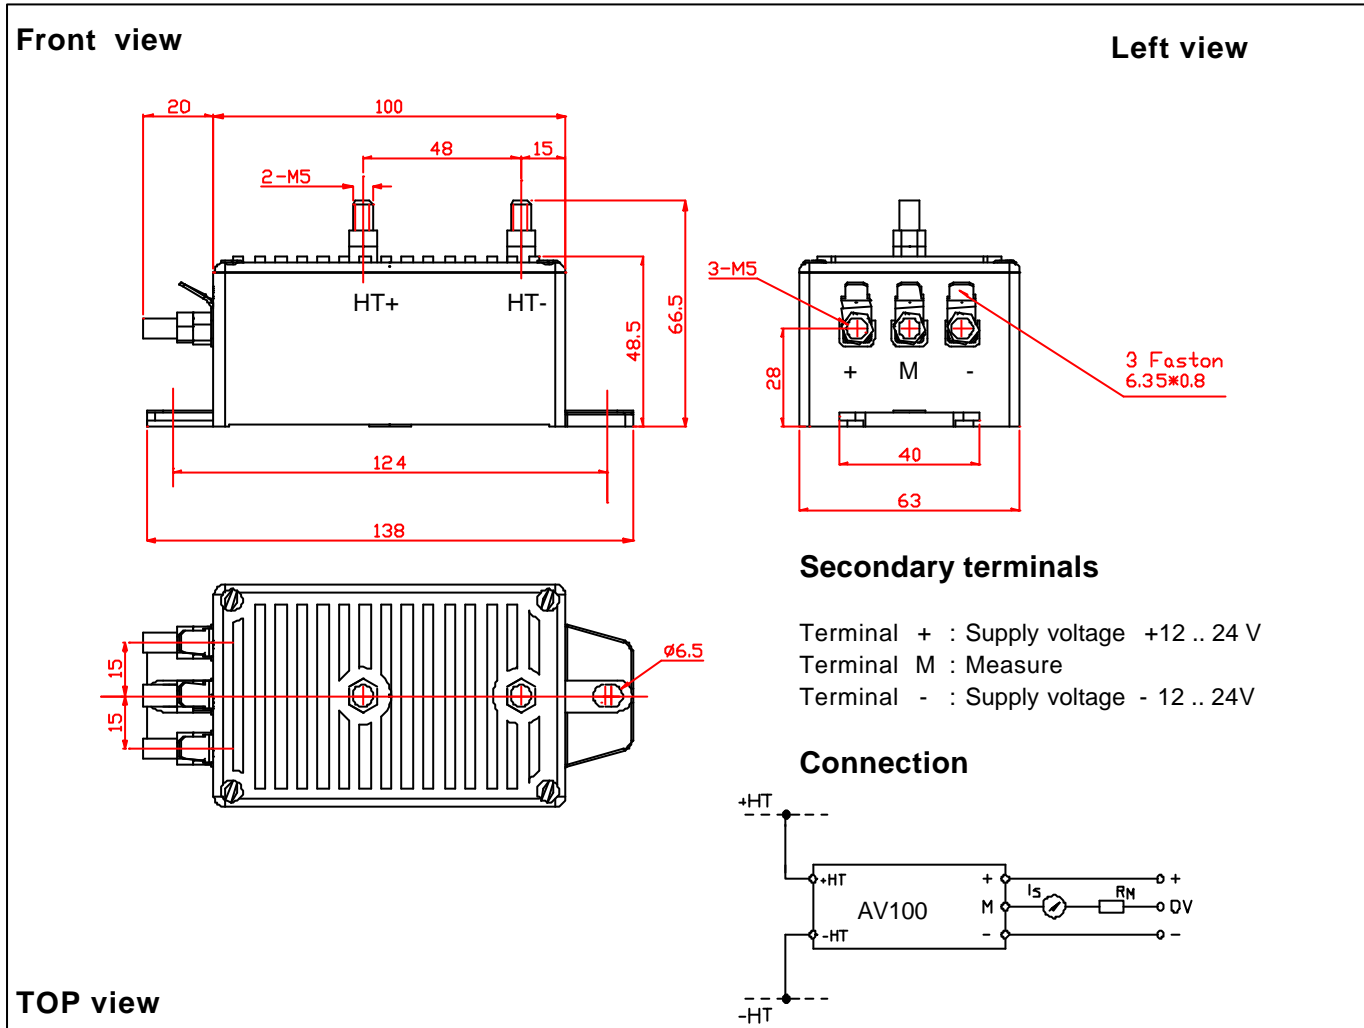 Front view
Left view
20
100
48
15
2-M5
HT+
HT-
48.5
66.5
124
138
3-M5
28
+ M -
3 Faston
6.35*0.8
40
63
15
15
ø6.5
Secondary terminals
Terminal + : Supply voltage +12 .. 24 V
Terminal M : Measure
Terminal - : Supply voltage - 12 .. 24V
Connection
+HT
+HT + +
AV100 M Is RM 0V
-HT - -
-HT
TOP view